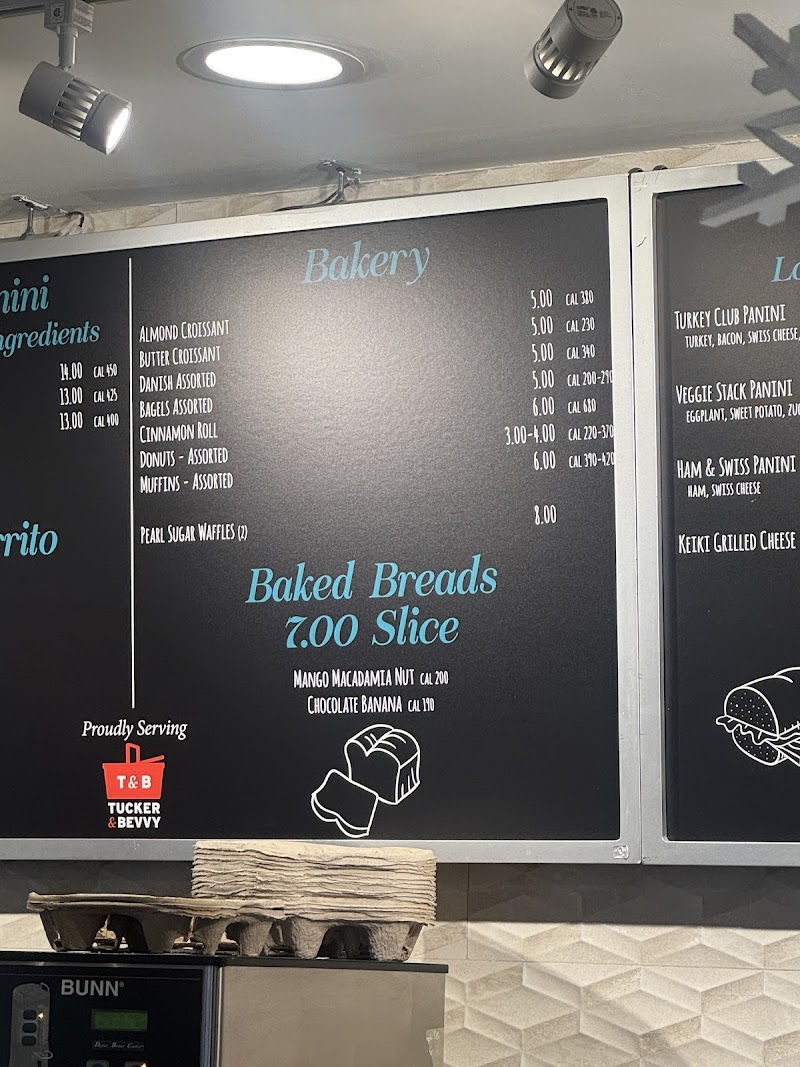 nini
ngredients
14.00 CAL 450
13.00 CAL 425
13.00 CAL 400
rrito
Bakery
ALMOND CROISSANT 5.00 CAL 380
BUTTER CROISSANT 5.00 CAL 230
DANISH ASSORTED 5.00 CAL 340
BAGELS ASSORTED 5.00 CAL 200-290
CINNAMON ROLL 6.00 CAL 680
DONUTS - ASSORTED 3.00-4.00 CAL 220-370
MUFFINS - ASSORTED 6.00 CAL 390-420
PEARL SUGAR WAFFLES (2) 8.00
Baked Breads
7.00 Slice
MANGO MACADAMIA NUT CAL 200
CHOCOLATE BANANA CAL 190
Proudly Serving
T & B
TUCKER
& BEVVY
Lo
TURKEY CLUB PANINI
TURKEY, BACON, SWISS CHEESE,
VEGGIE STACK PANINI
EGGPLANT, SWEET POTATO, ZUC
HAM & SWISS PANINI
HAM, SWISS CHEESE
KEIKI GRILLED CHEESE
BUNN